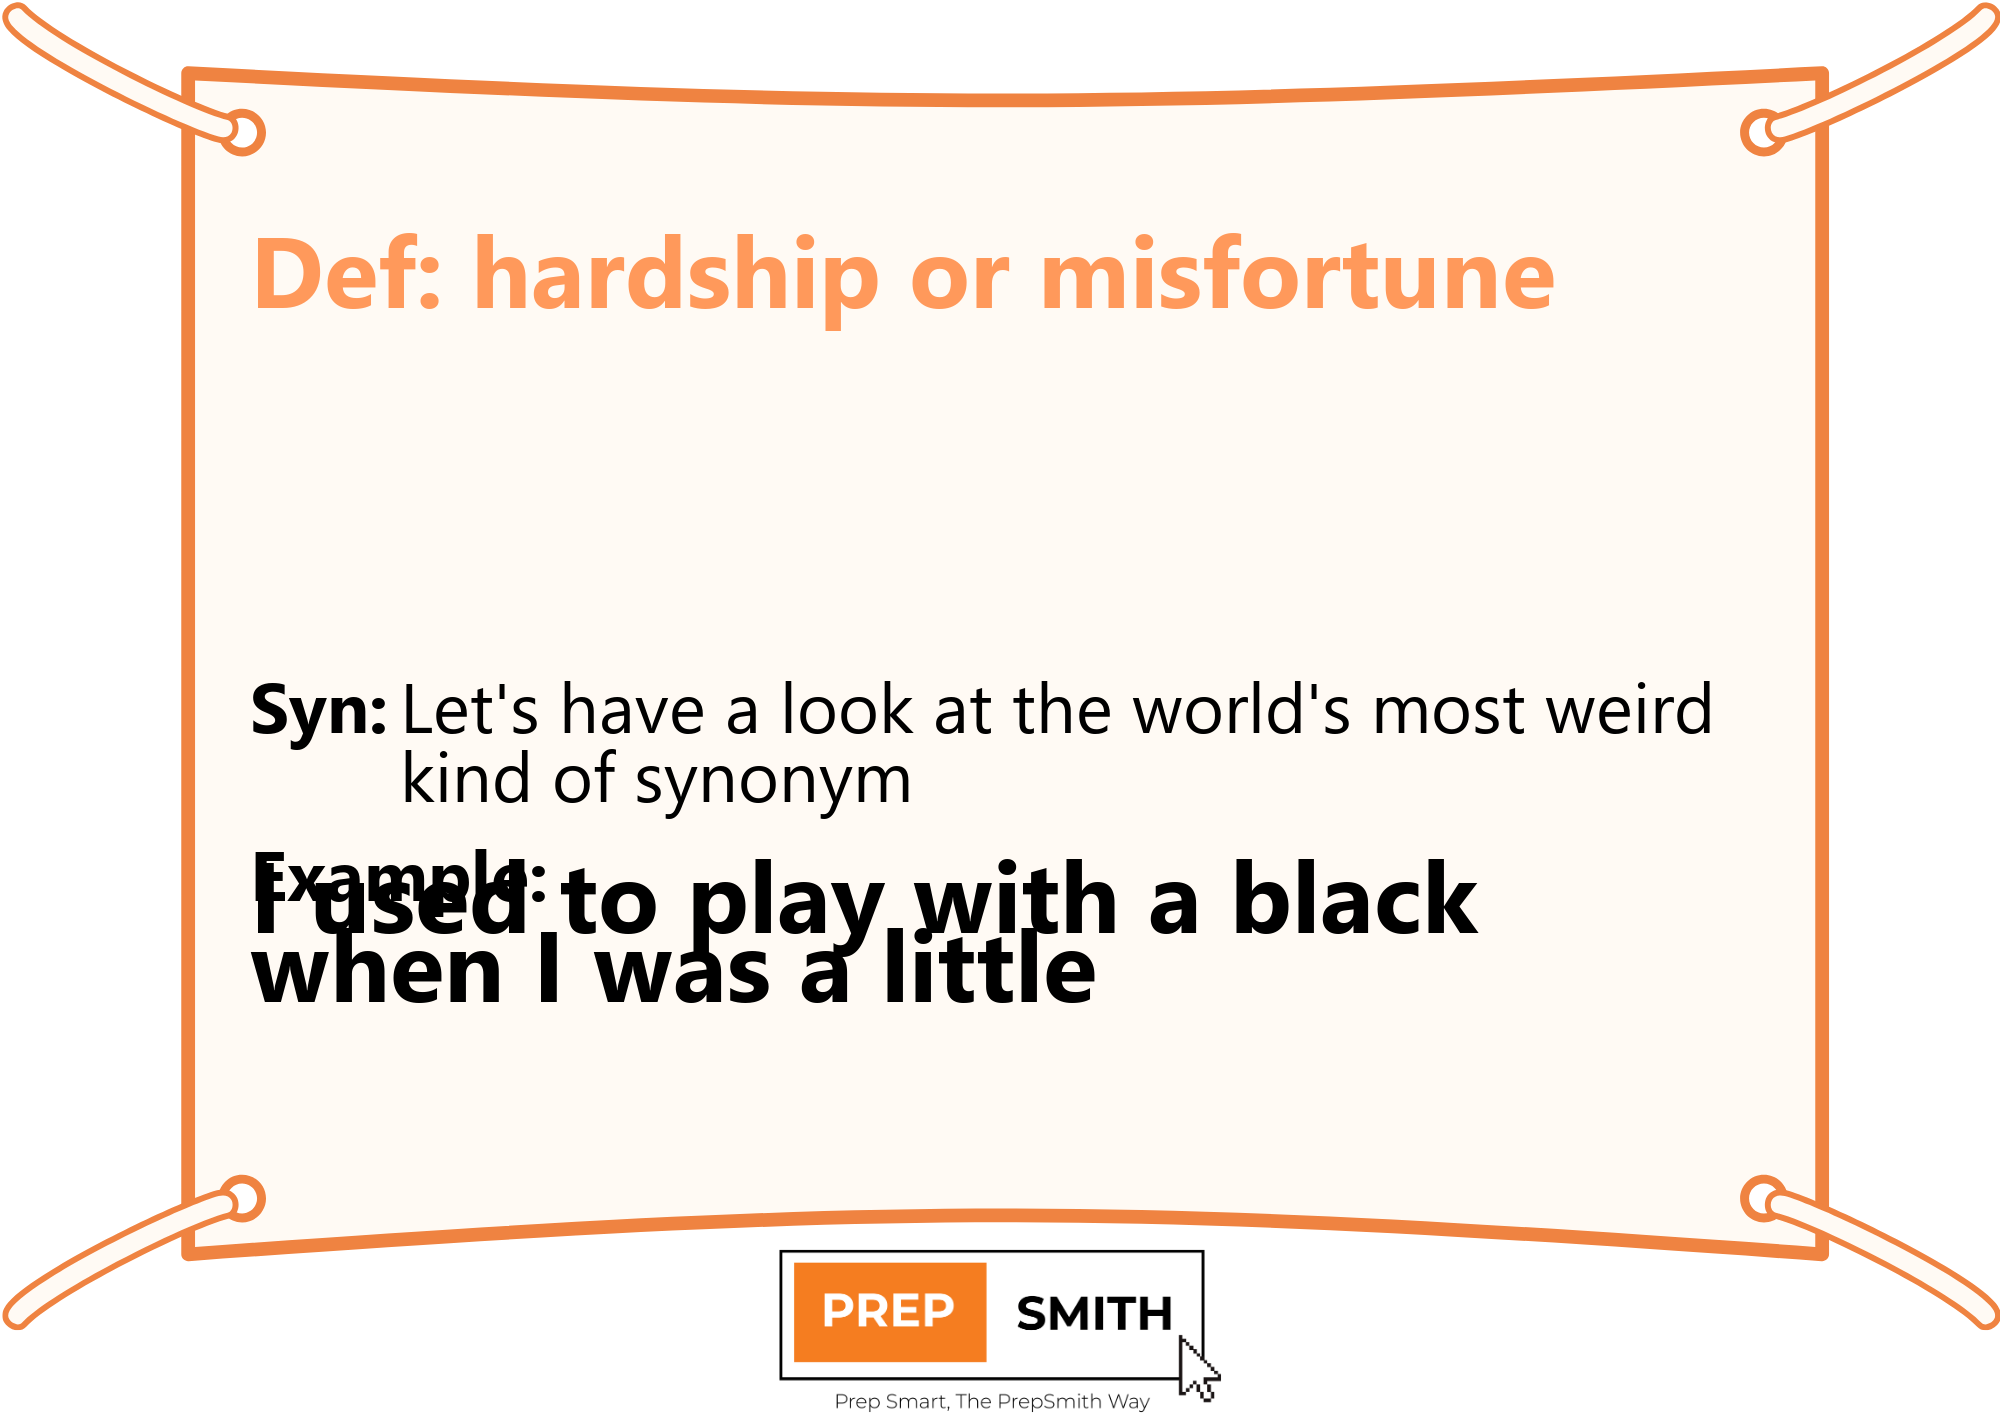 Def: hardship or misfortune
Syn: Let's have a look at the world's most weird
kind of synonym
Example:
I used to play with a black
when I was a little
PREP SMITH
Prep Smart, The PrepSmith Way